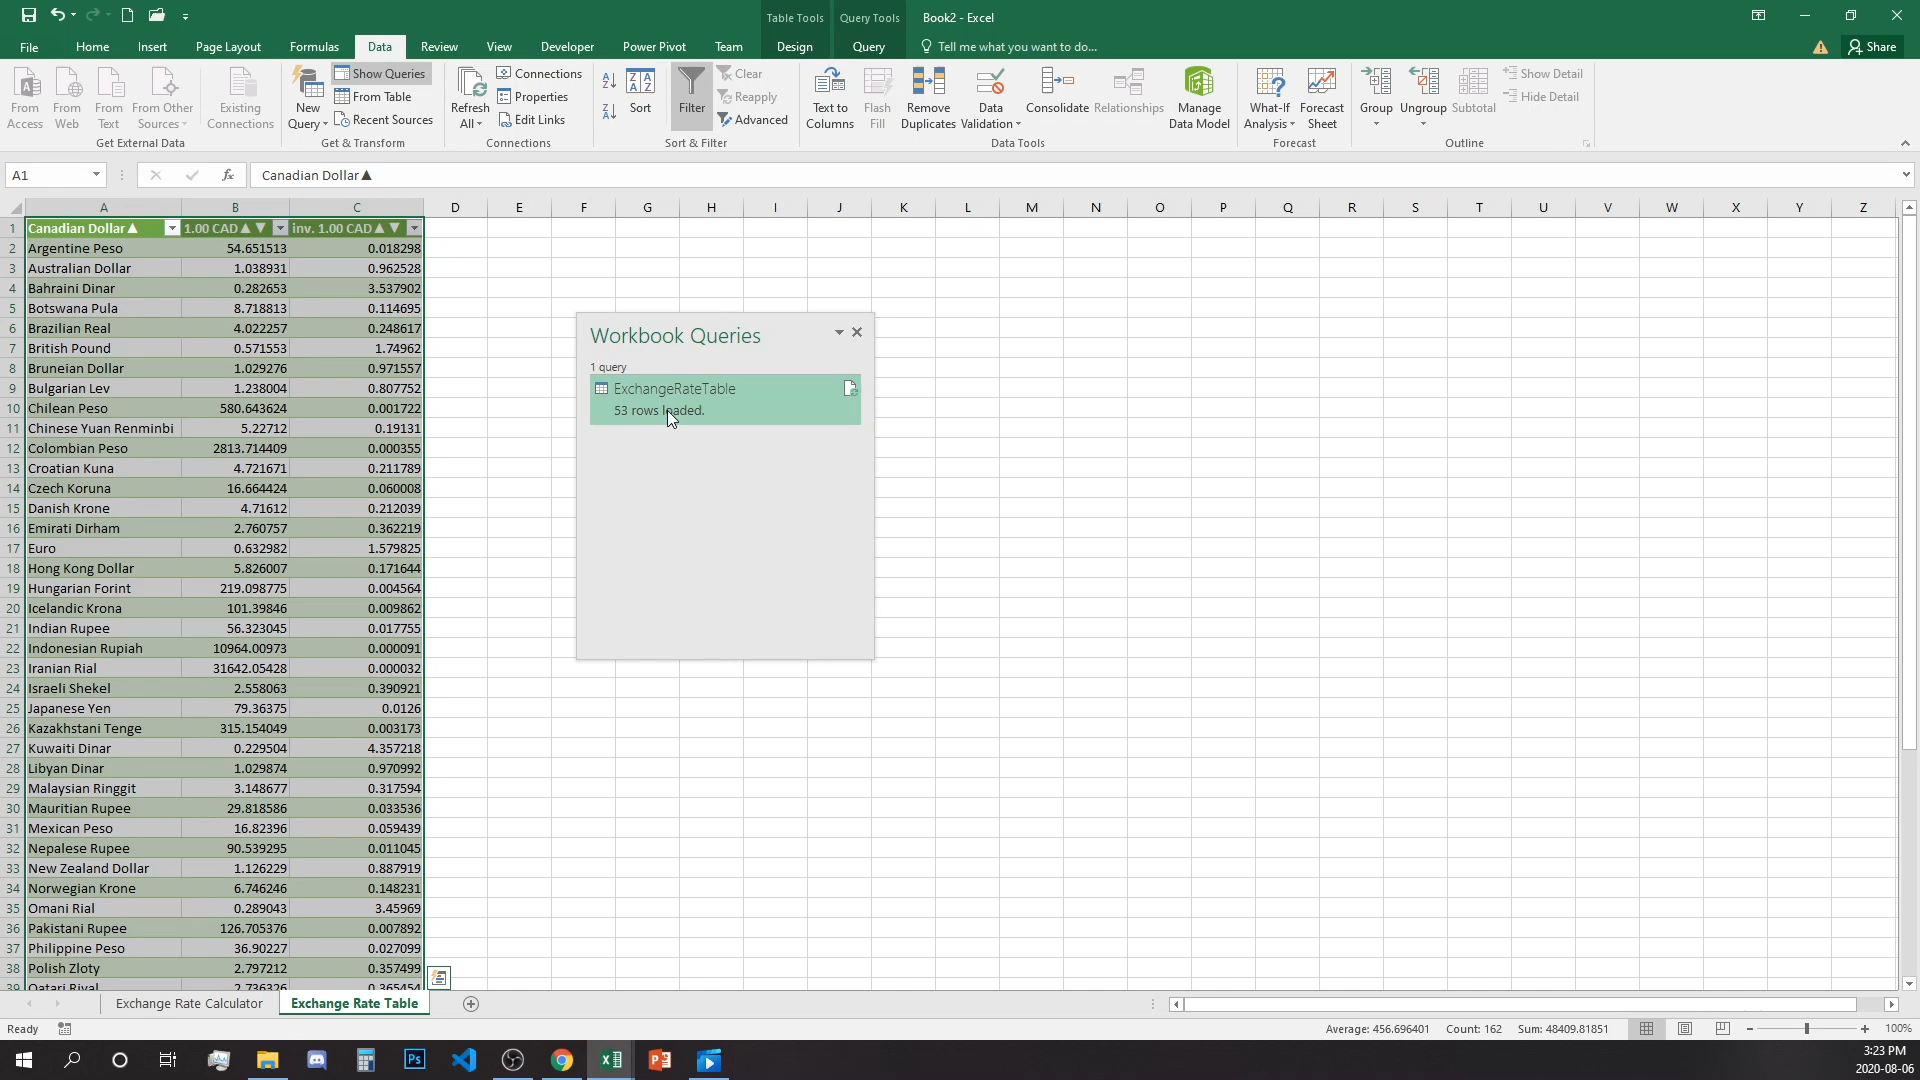 Table Tools Query Tools Book2 - Excel
File Home Insert Page Layout Formulas Data Review View Developer Power Pivot Team Design Query Tell me what you want to do... Share
From Access
From Web
From Text
From Other Sources
Existing Connections
Get External Data
New Query
Show Queries
From Table
Recent Sources
Get & Transform
Refresh All
Connections
Properties
Edit Links
Connections
Sort
Filter
Clear
Reapply
Advanced
Sort & Filter
Text to Columns
Flash Fill
Remove Duplicates
Data Validation
Consolidate
Relationships
Manage Data Model
Data Tools
What-If Analysis
Forecast Sheet
Forecast
Group
Ungroup
Subtotal
Show Detail
Hide Detail
Outline
A1 fx Canadian Dollar▲
A B C D E F G H I J K L M N O P Q R S T U V W X Y Z
1 Canadian Dollar▲ 1.00 CAD▲▼ inv. 1.00 CAD▲▼
2 Argentine Peso 54.651513 0.018298
3 Australian Dollar 1.038931 0.962528
4 Bahraini Dinar 0.282653 3.537902
5 Botswana Pula 8.718813 0.114695
6 Brazilian Real 4.022257 0.248617
7 British Pound 0.571553 1.74962
8 Bruneian Dollar 1.029276 0.971557
9 Bulgarian Lev 1.238004 0.807752
10 Chilean Peso 580.643624 0.001722
11 Chinese Yuan Renminbi 5.22712 0.19131
12 Colombian Peso 2813.714409 0.000355
13 Croatian Kuna 4.721671 0.211789
14 Czech Koruna 16.664424 0.060008
15 Danish Krone 4.71612 0.212039
16 Emirati Dirham 2.760757 0.362219
17 Euro 0.632982 1.579825
18 Hong Kong Dollar 5.826007 0.171644
19 Hungarian Forint 219.098775 0.004564
20 Icelandic Krona 101.39846 0.009862
21 Indian Rupee 56.323045 0.017755
22 Indonesian Rupiah 10964.00973 0.000091
23 Iranian Rial 31642.05428 0.000032
24 Israeli Shekel 2.558063 0.390921
25 Japanese Yen 79.36375 0.0126
26 Kazakhstani Tenge 315.154049 0.003173
27 Kuwaiti Dinar 0.229504 4.357218
28 Libyan Dinar 1.029874 0.970992
29 Malaysian Ringgit 3.148677 0.317594
30 Mauritian Rupee 29.818586 0.033536
31 Mexican Peso 16.82396 0.059439
32 Nepalese Rupee 90.539295 0.011045
33 New Zealand Dollar 1.126229 0.887919
34 Norwegian Krone 6.746246 0.148231
35 Omani Rial 0.289043 3.45969
36 Pakistani Rupee 126.705376 0.007892
37 Philippine Peso 36.90227 0.027099
38 Polish Zloty 2.797212 0.357499
39 Qatari Riyal 2.736326 0.365454
Workbook Queries
1 query
ExchangeRateTable
53 rows loaded.
Exchange Rate Calculator Exchange Rate Table
Ready Average: 456.696401 Count: 162 Sum: 48409.81851 100%
3:23 PM
2020-08-06